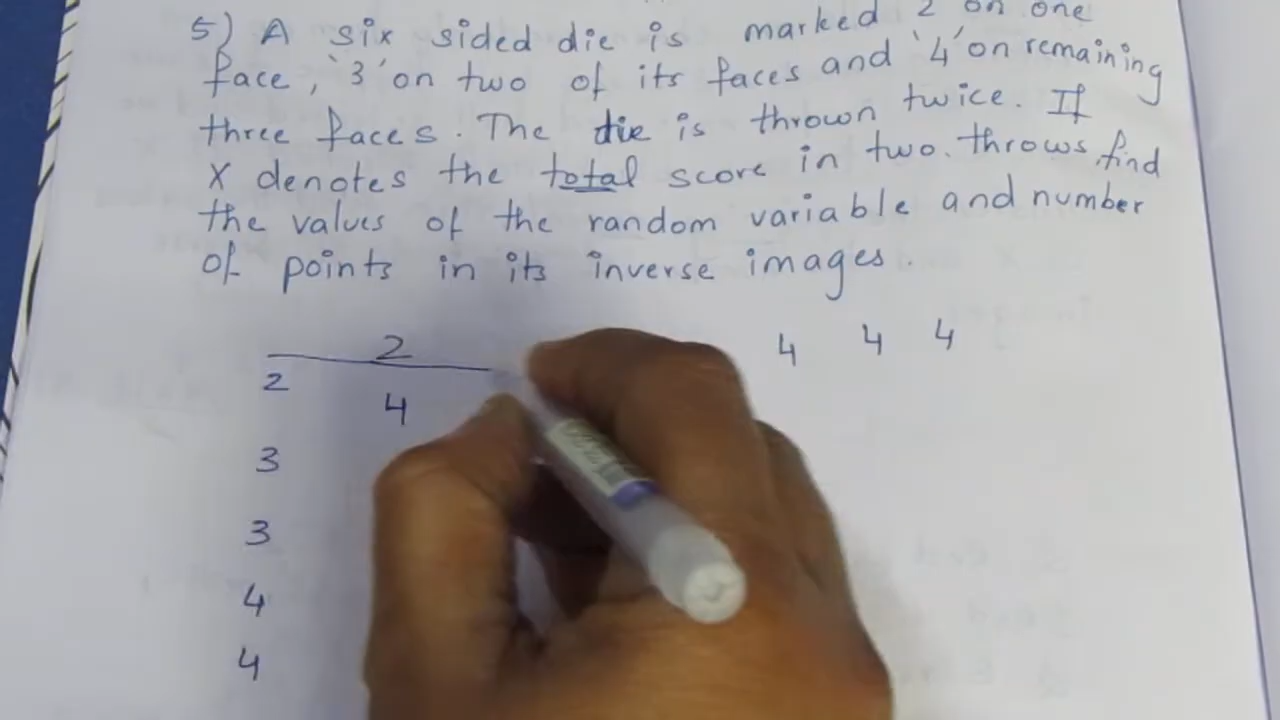 5) A six sided die is marked 2 on one
face, '3' on two of its faces and '4' on remaining
three faces. The die is thrown twice. If
X denotes the total score in two throws, find
the values of the random variable and number
of points in its inverse images.
2 4 4 4
2 4
3
3
4
4